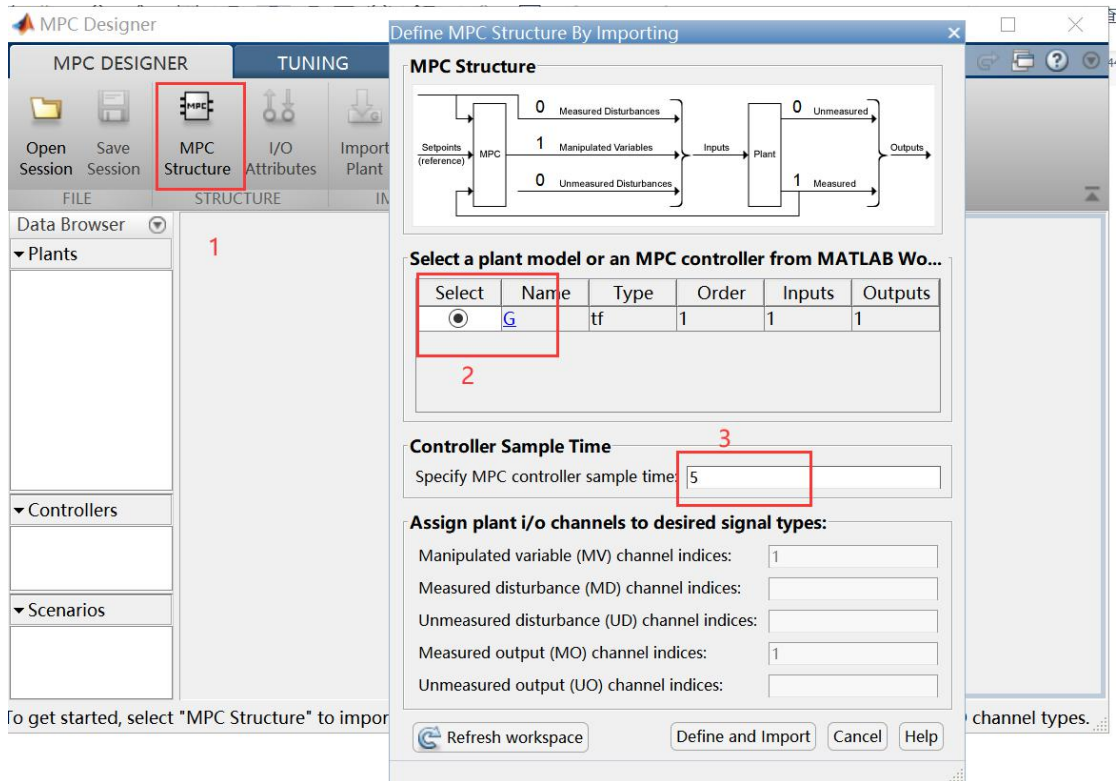 MPC Designer
MPC DESIGNER
TUNING
Open Session
Save Session
MPC
MPC Structure
I/O Attributes
Import Plant
FILE
STRUCTURE
Data Browser
Plants
Controllers
Scenarios
1
Define MPC Structure By Importing
MPC Structure
Setpoints (reference)
MPC
0 Measured Disturbances
1 Manipulated Variables
0 Unmeasured Disturbances
Inputs
Plant
0 Unmeasured
1 Measured
Outputs
Select a plant model or an MPC controller from MATLAB Wo...
Select Name Type Order Inputs Outputs
G tf 1 1 1
2
Controller Sample Time
3
Specify MPC controller sample time: 5
Assign plant i/o channels to desired signal types:
Manipulated variable (MV) channel indices: 1
Measured disturbance (MD) channel indices:
Unmeasured disturbance (UD) channel indices:
Measured output (MO) channel indices: 1
Unmeasured output (UO) channel indices:
Refresh workspace
Define and Import
Cancel
Help
To get started, select "MPC Structure" to impor
channel types.